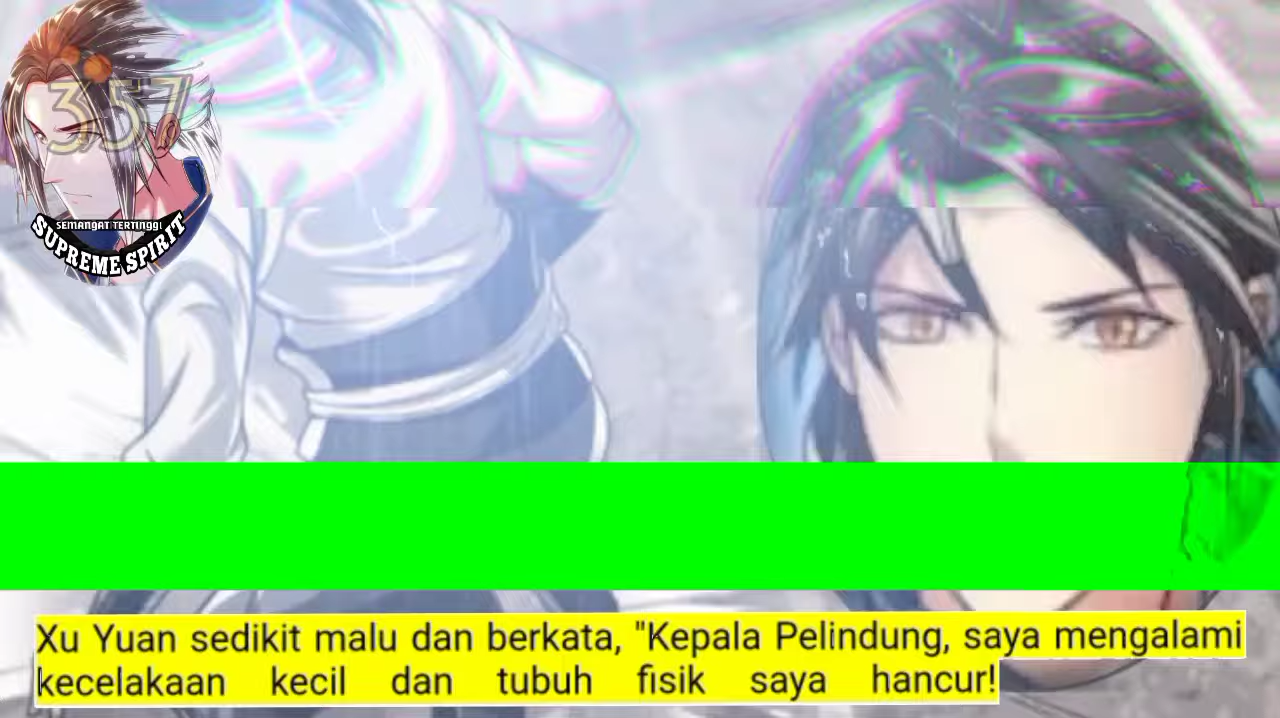 357
SEMANGAT TERTINGGI
SUPREME SPIRIT
Xu Yuan sedikit malu dan berkata, "Kepala Pelindung, saya mengalami
kecelakaan kecil dan tubuh fisik saya hancur!